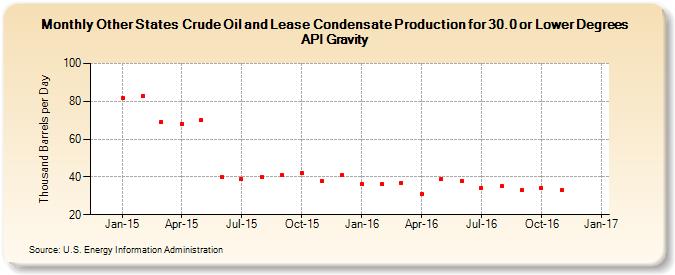 Monthly Other States Crude Oil and Lease Condensate Production for 30.0 or Lower Degrees
API Gravity
Thousand Barrels per Day
100
80
60
40
20
Jan-15 Apr-15 Jul-15 Oct-15 Jan-16 Apr-16 Jul-16 Oct-16 Jan-17
Source: U.S. Energy Information Administration